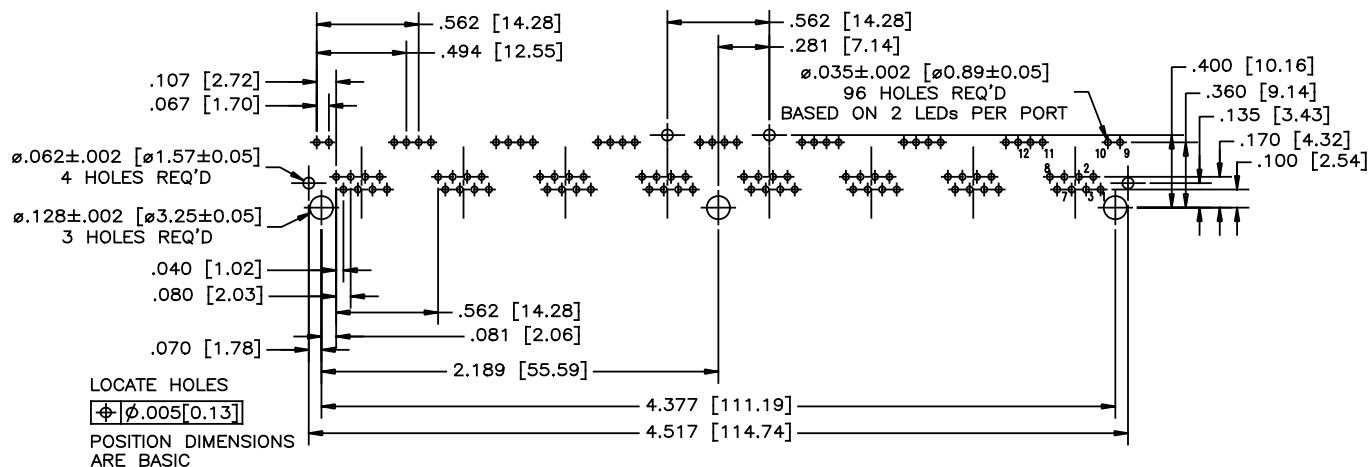 .562 [14.28]
.494 [12.55]
.107 [2.72]
.067 [1.70]
.562 [14.28]
.281 [7.14]
ø.035±.002 [ø0.89±0.05]
96 HOLES REQ'D
BASED ON 2 LEDs PER PORT
.400 [10.16]
.360 [9.14]
.135 [3.43]
.170 [4.32]
.100 [2.54]
12 11 10 9
8 2
7 3 1
ø.062±.002 [ø1.57±0.05]
4 HOLES REQ'D
ø.128±.002 [ø3.25±0.05]
3 HOLES REQ'D
.040 [1.02]
.080 [2.03]
.562 [14.28]
.081 [2.06]
.070 [1.78]
2.189 [55.59]
4.377 [111.19]
4.517 [114.74]
LOCATE HOLES
⌖ Ø.005[0.13]
POSITION DIMENSIONS
ARE BASIC